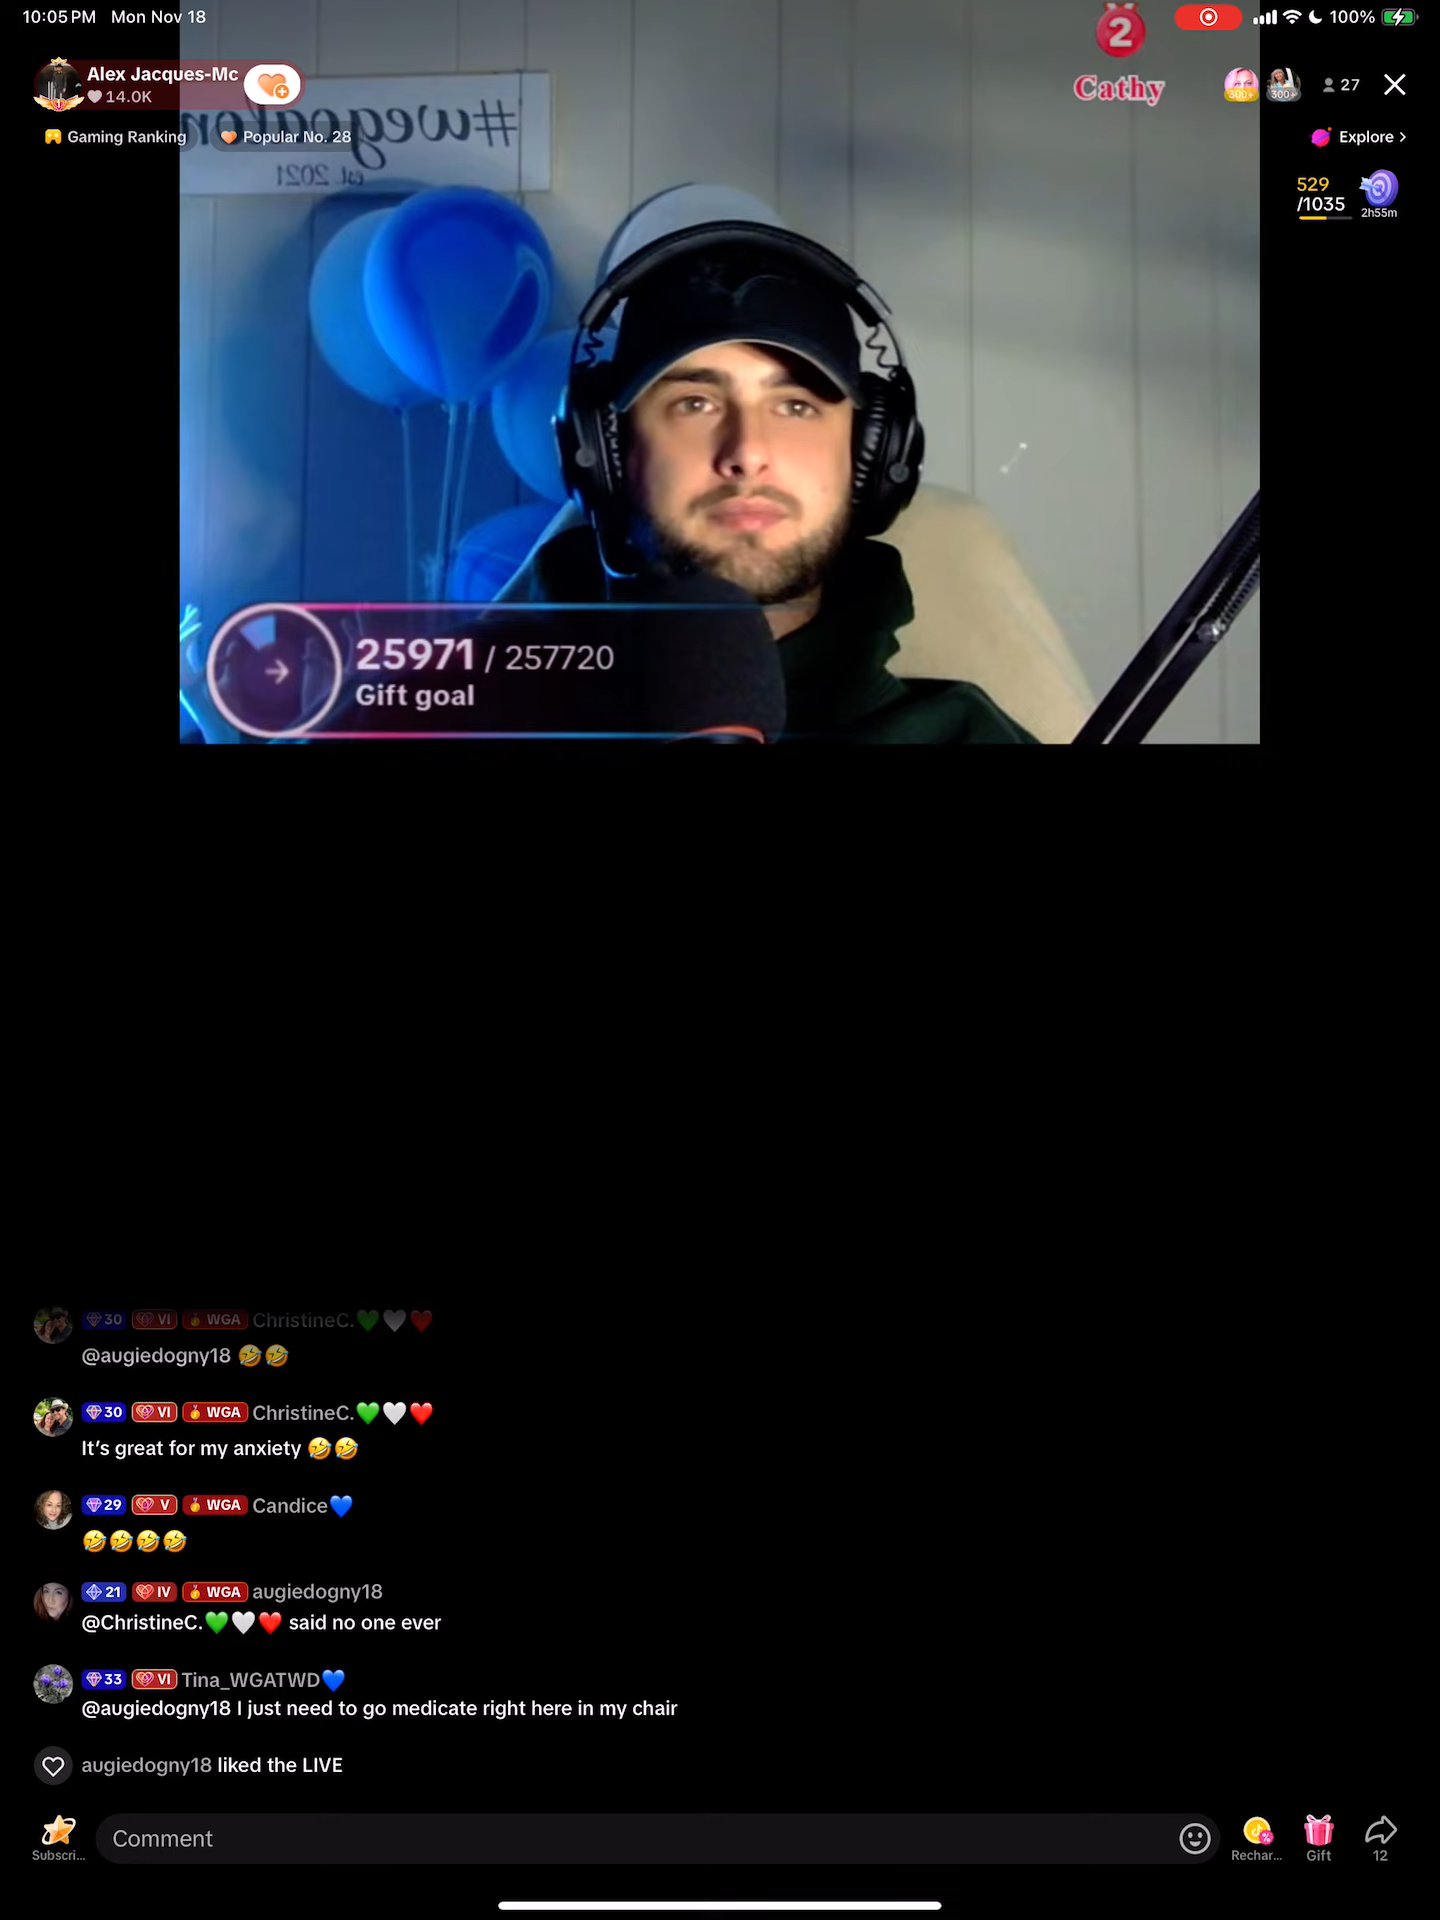 10:05 PM Mon Nov 18
100%
2
Cathy
Alex Jacques-Mc
14.0K
300+
300+
27
Gaming Ranking
Popular No. 28
Explore >
est. 2021
529
/1035
2h55m
25971 / 257720
Gift goal
30 VI WGA ChristineC.💚🤍❤️
@augiedogny18 🤣🤣
30 VI WGA ChristineC.💚🤍❤️
It's great for my anxiety 🤣🤣
29 V WGA Candice💙
🤣🤣🤣🤣
21 IV WGA augiedogny18
@ChristineC.💚🤍❤️ said no one ever
33 VI Tina_WGATWD💙
@augiedogny18 I just need to go medicate right here in my chair
augiedogny18 liked the LIVE
Subscri...
Comment
Rechar...
Gift
12